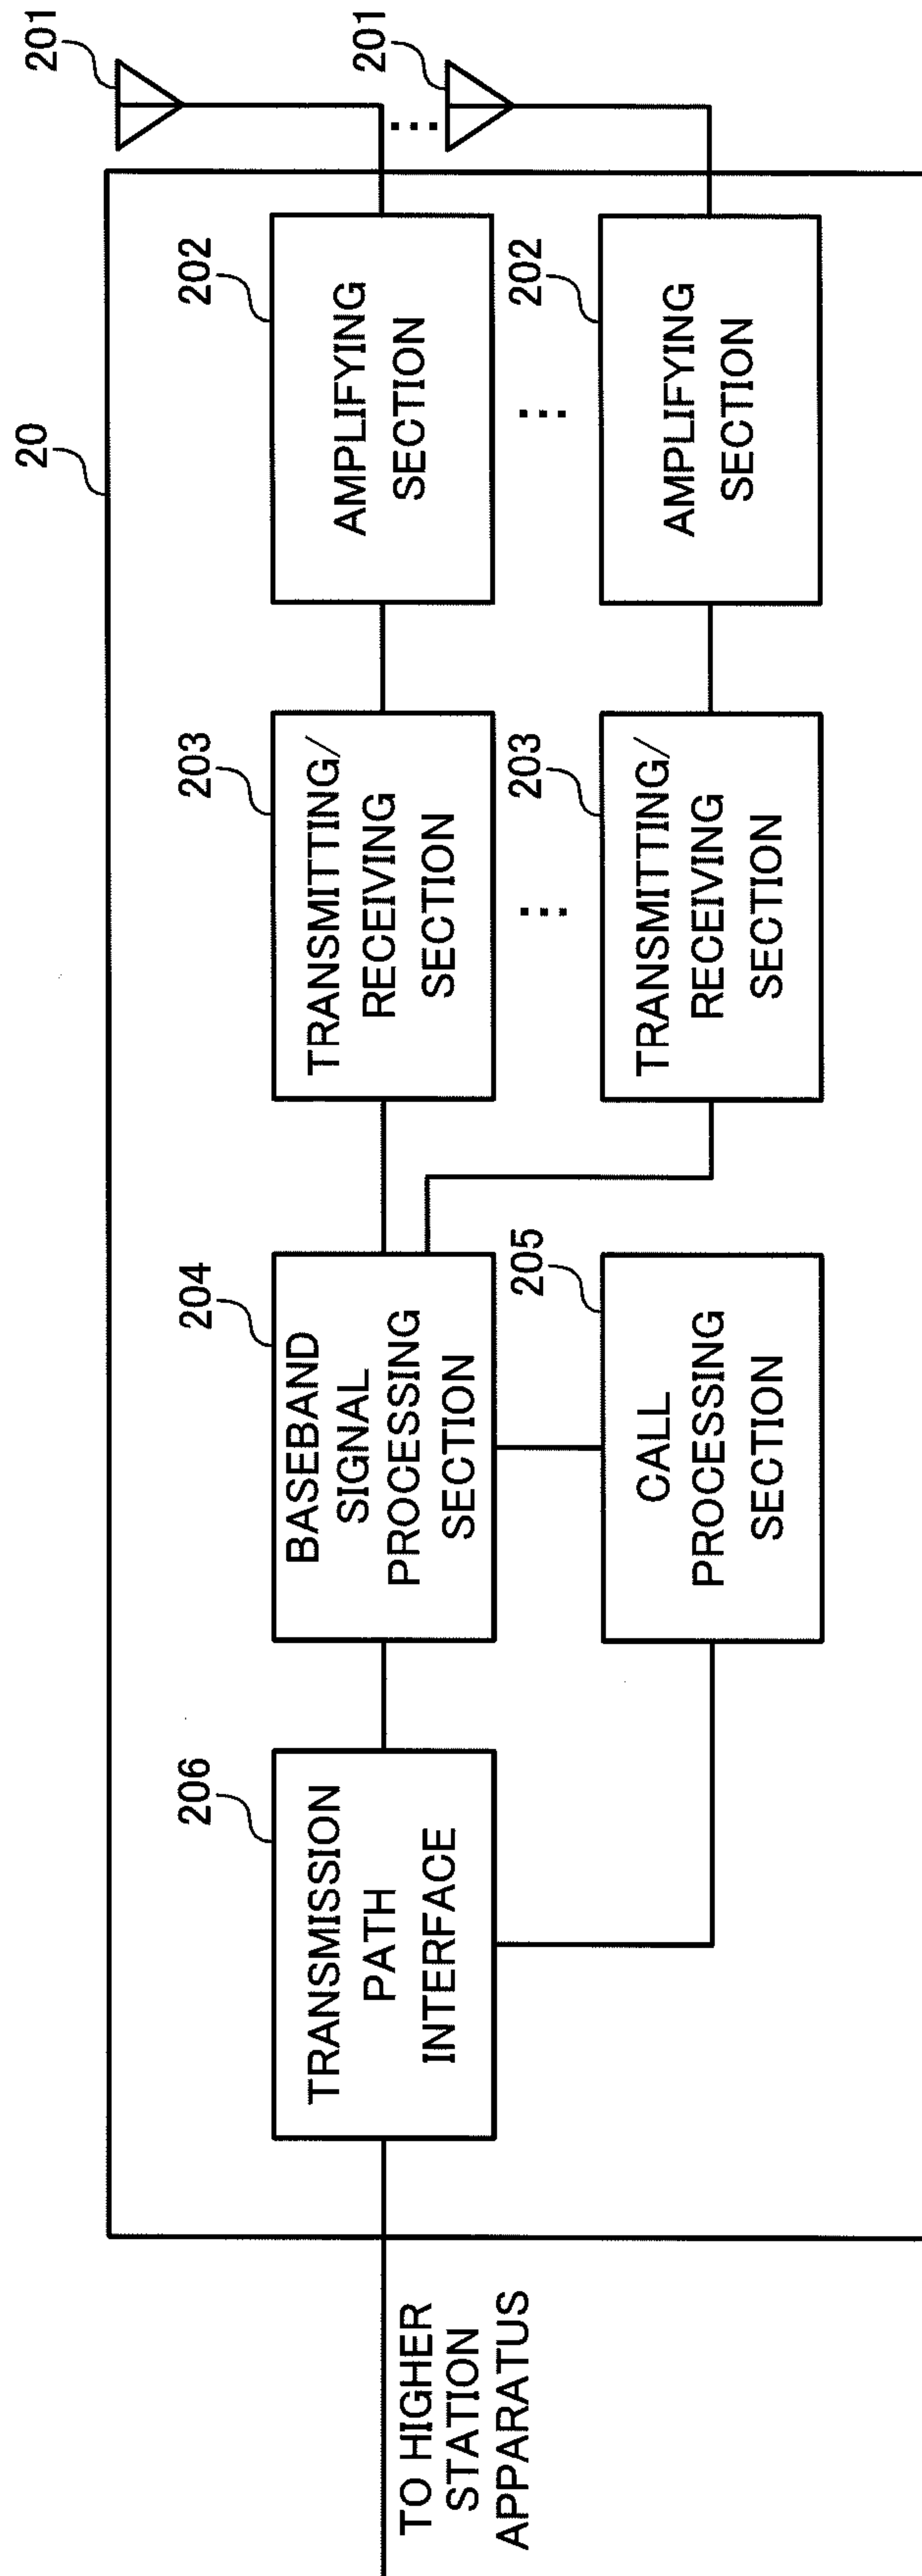 20
201
201
202
AMPLIFYING
SECTION
202
AMPLIFYING
SECTION
203
TRANSMITTING/
RECEIVING
SECTION
203
TRANSMITTING/
RECEIVING
SECTION
204
BASEBAND
SIGNAL
PROCESSING
SECTION
205
CALL
PROCESSING
SECTION
206
TRANSMISSION
PATH
INTERFACE
TO HIGHER
STATION
APPARATUS